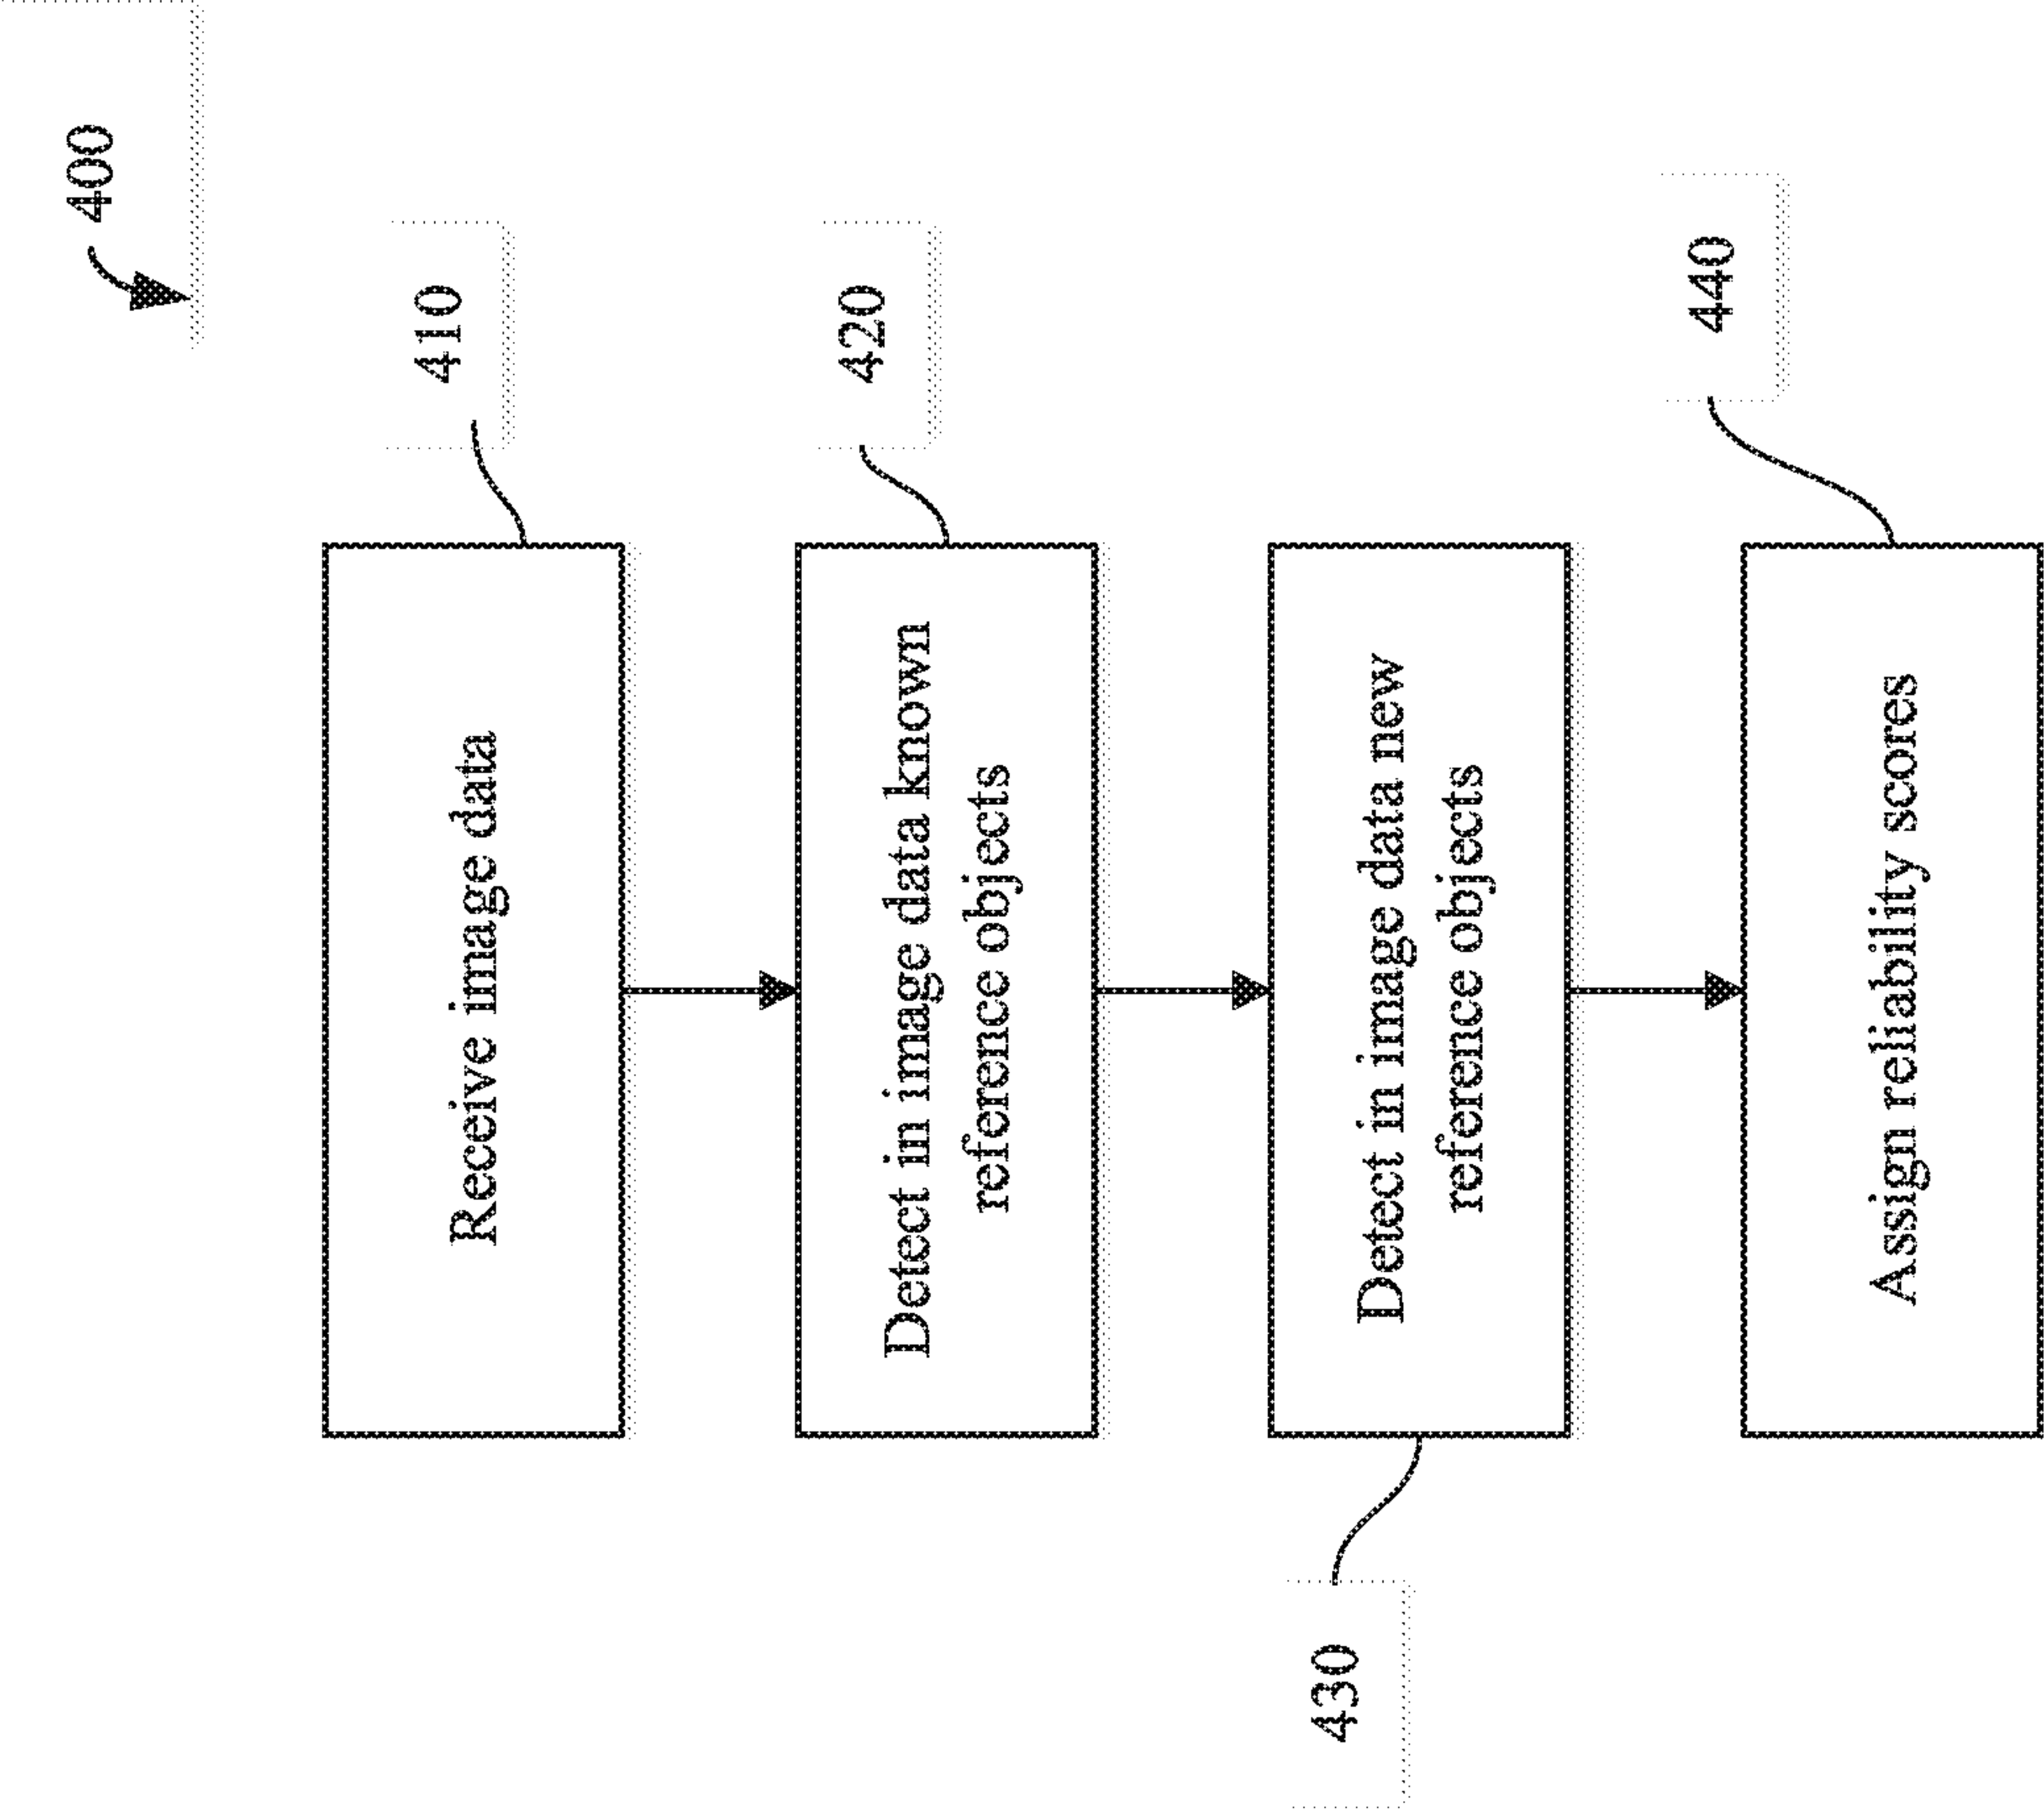 400
410
Receive image data
420
Detect in image data known
reference objects
430
Detect in image data new
reference objects
440
Assign reliability scores